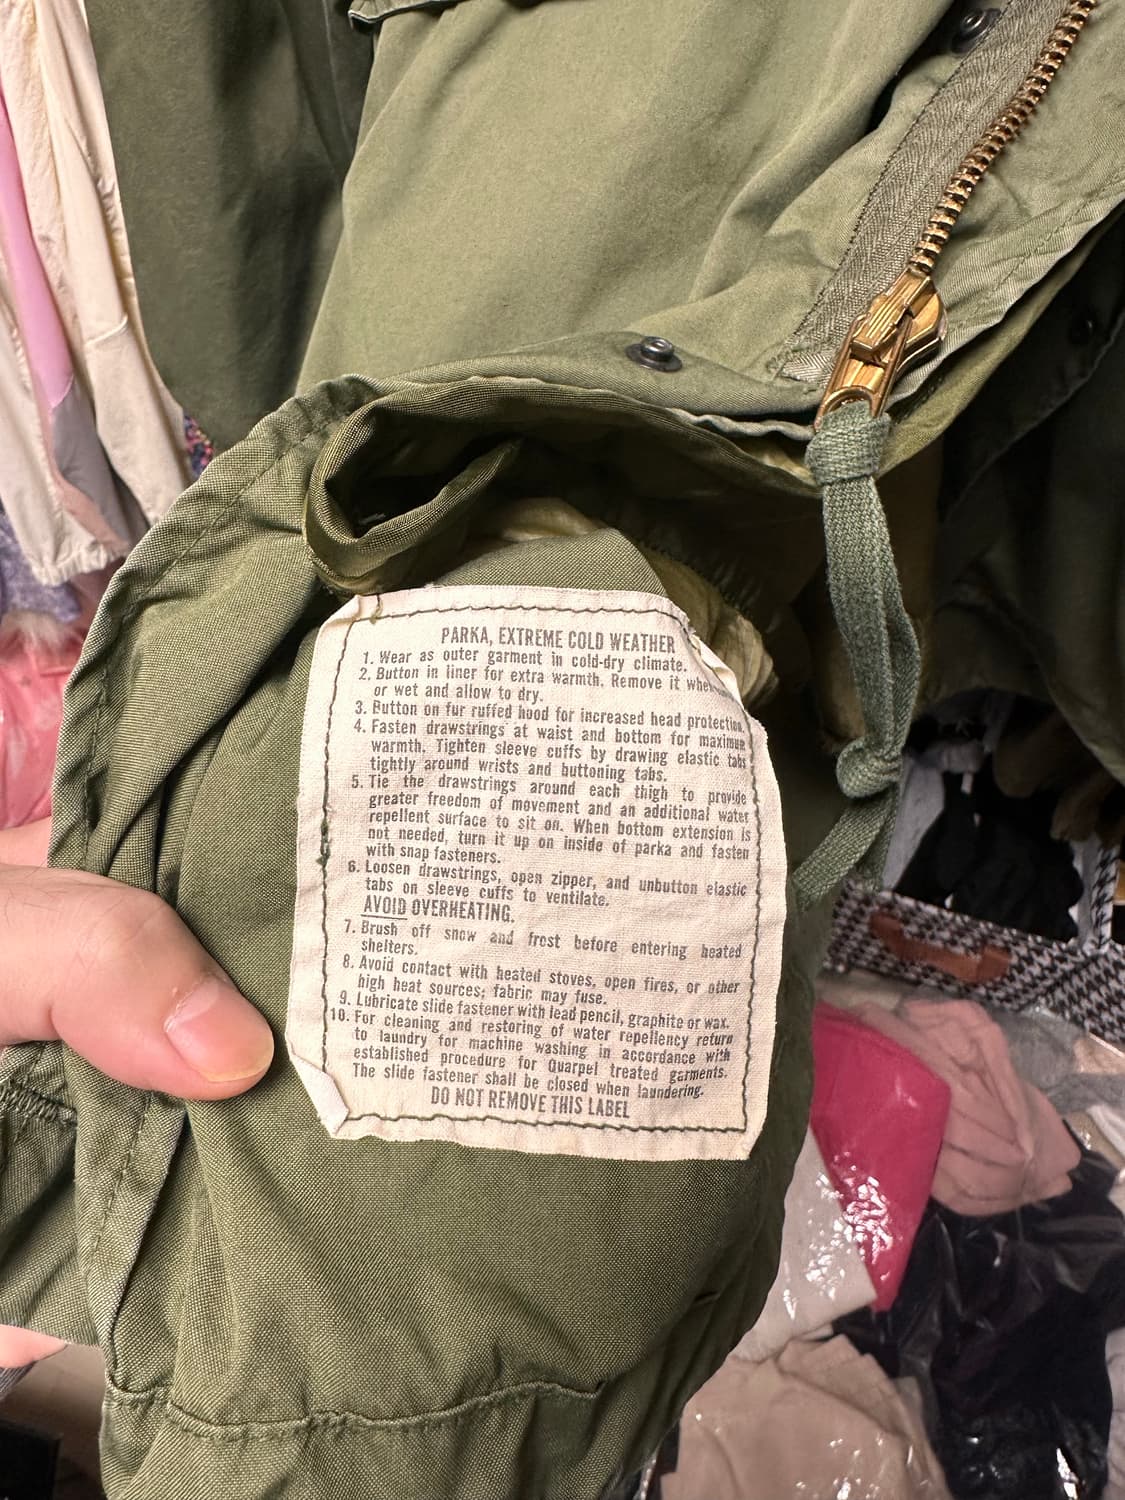 PARKA, EXTREME COLD WEATHER
1. Wear as outer garment in cold-dry climate.
2. Button in liner for extra warmth. Remove it when
or wet and allow to dry.
3. Button on fur ruffed hood for increased head protection.
4. Fasten drawstrings at waist and bottom for maximum
warmth. Tighten sleeve cuffs by drawing elastic tabs
tightly around wrists and buttoning tabs.
5. Tie the drawstrings around each thigh to provide
greater freedom of movement and an additional water
repellent surface to sit on. When bottom extension is
not needed, turn it up on inside of parka and fasten
with snap fasteners.
6. Loosen drawstrings, open zipper, and unbutton elastic
tabs on sleeve cuffs to ventilate.
AVOID OVERHEATING.
7. Brush off snow and frost before entering heated
shelters.
8. Avoid contact with heated stoves, open fires, or other
high heat sources; fabric may fuse.
9. Lubricate slide fastener with lead pencil, graphite or wax.
10. For cleaning and restoring of water repellency return
to laundry for machine washing in accordance with
established procedure for Quarpel treated garments.
The slide fastener shall be closed when laundering.
DO NOT REMOVE THIS LABEL